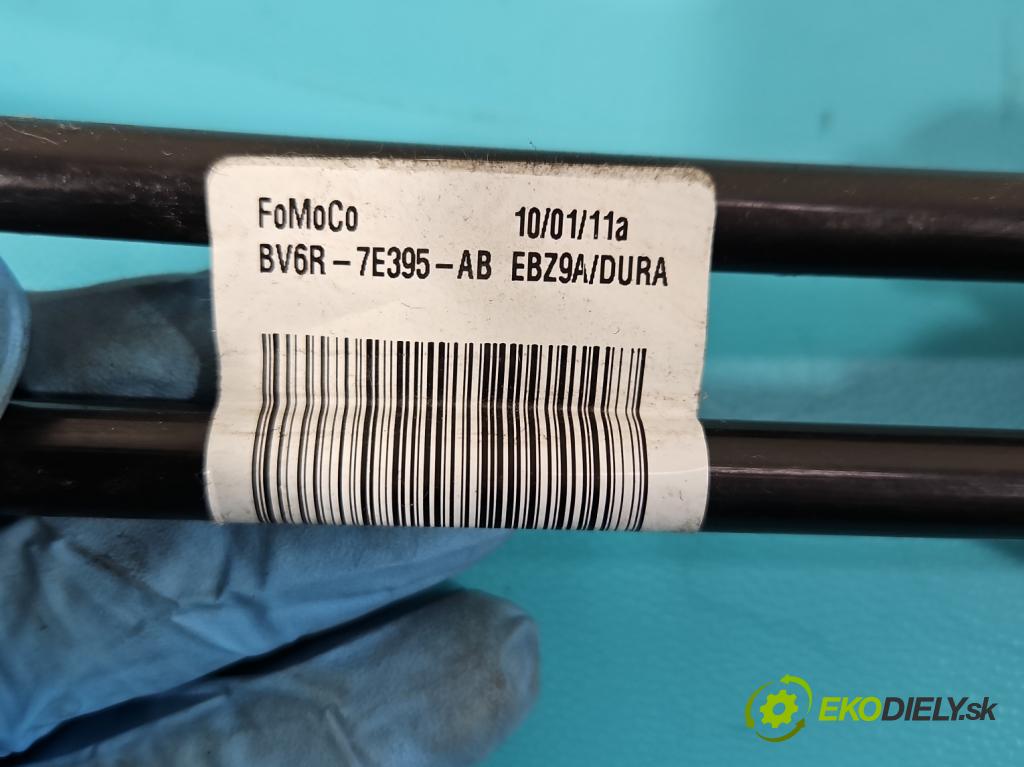 FoMoCo 10/01/11a
BV6R-7E395-AB EBZ9A/DURA
EKODIELY.sk